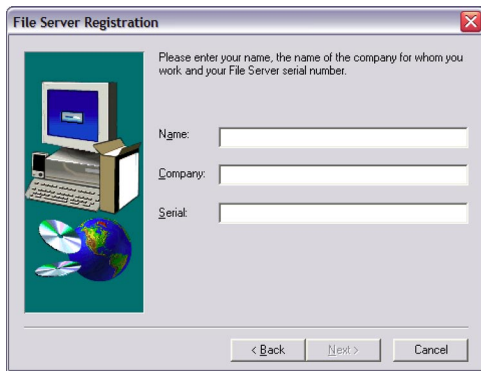 File Server Registration
Please enter your name, the name of the company for whom you
work and your File Server serial number.
Name:
Company:
Serial:
< Back
Next >
Cancel